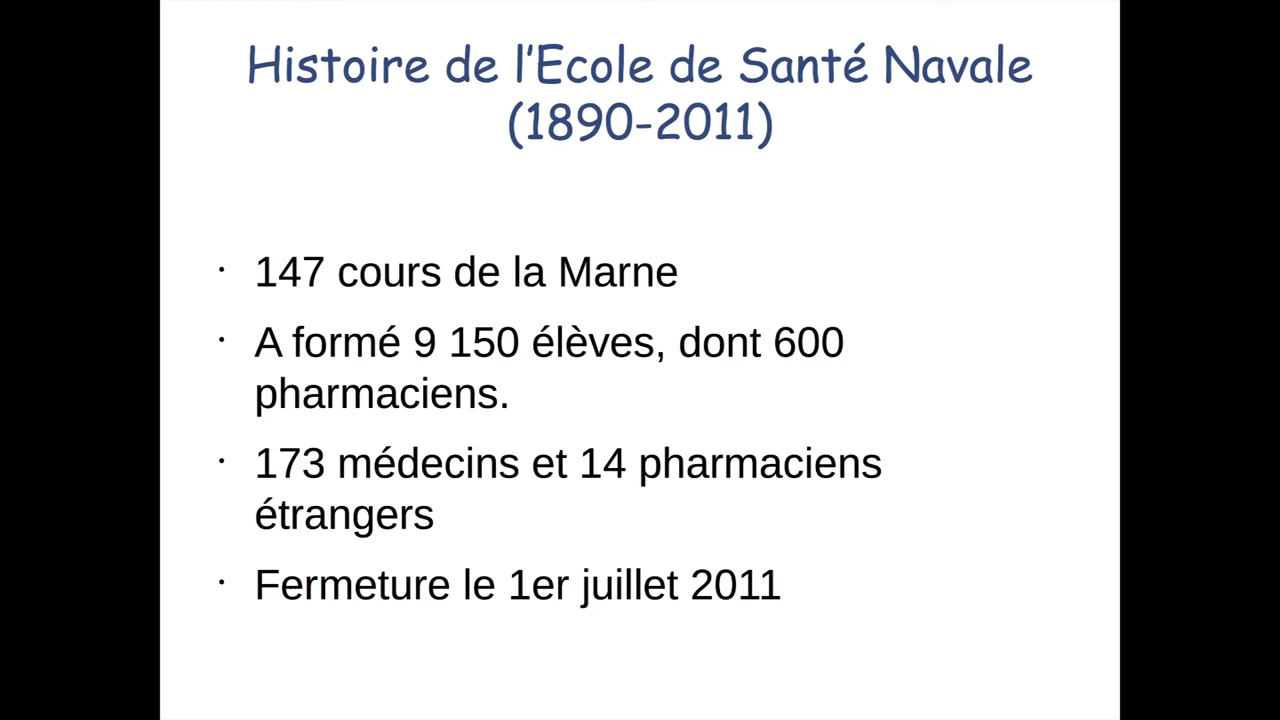 Histoire de l’Ecole de Santé Navale
(1890-2011)
• 147 cours de la Marne
• A formé 9 150 élèves, dont 600
pharmaciens.
• 173 médecins et 14 pharmaciens
étrangers
• Fermeture le 1er juillet 2011